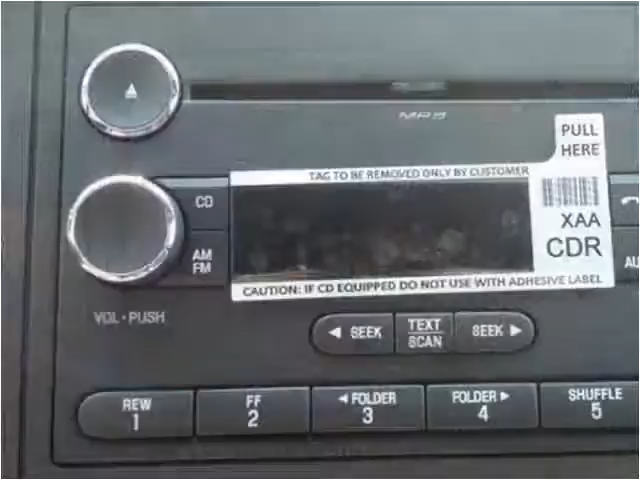 MP3
PULL
HERE
TAG TO BE REMOVED ONLY BY CUSTOMER
CD
XAA
CDR
AM
FM
AU
CAUTION: IF CD EQUIPPED DO NOT USE WITH ADHESIVE LABEL
VOL • PUSH
◄ SEEK
TEXT
SCAN
SEEK ►
REW
1
FF
2
◄ FOLDER
3
FOLDER ►
4
SHUFFLE
5